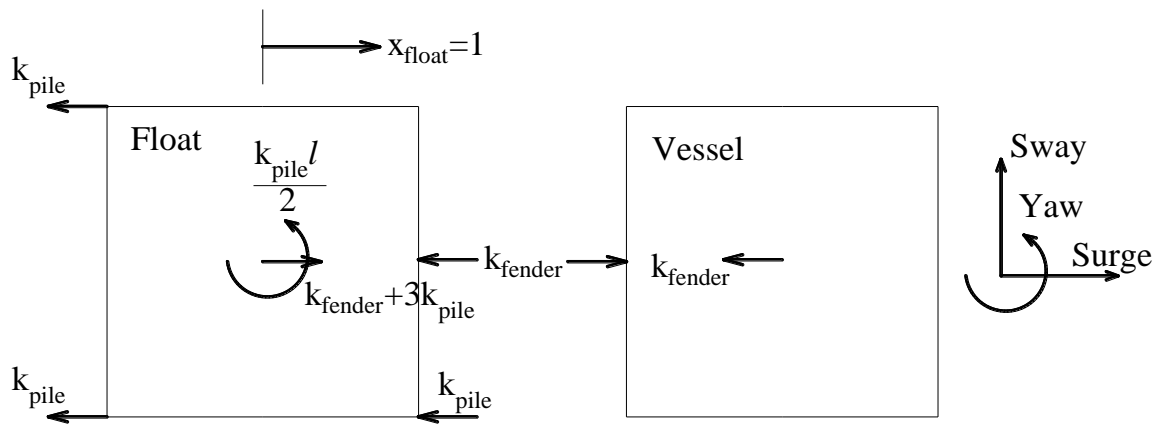 x_float=1
k_pile
Float
Vessel
Sway
k_pile l
2
Yaw
k_fender
k_fender
Surge
k_fender+3k_pile
k_pile
k_pile